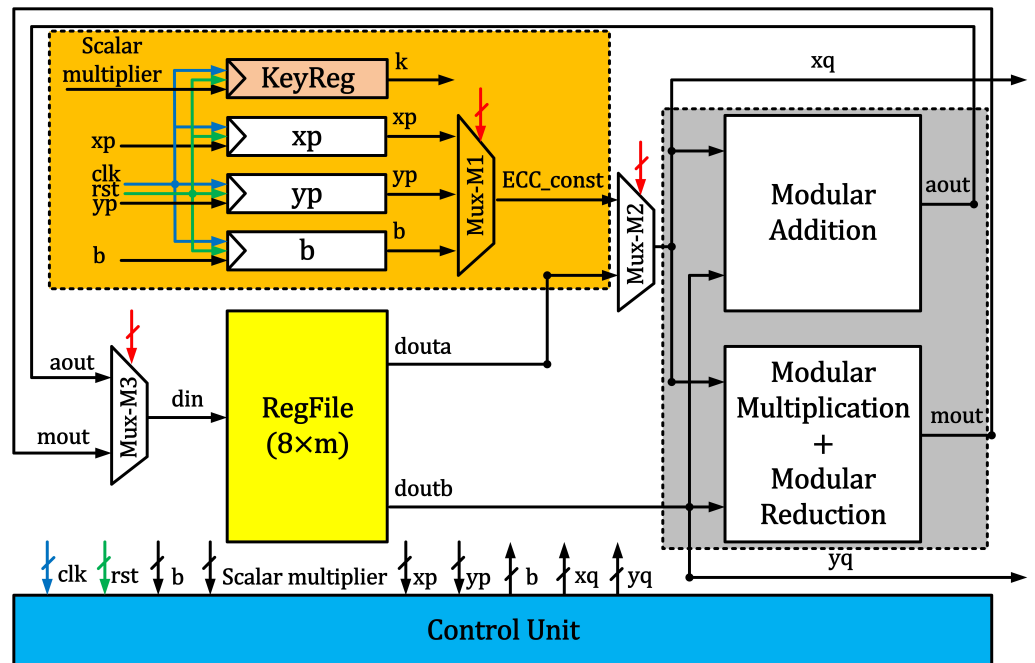 Scalar
multiplier
KeyReg
k
xq
xp
xp
xp
clk
rst
yp
yp
yp
Mux-M1
ECC_const
Mux-M2
b
b
b
Modular
Addition
aout
aout
mout
Mux-M3
din
RegFile
(8×m)
douta
doutb
Modular
Multiplication
+
Modular
Reduction
mout
yq
clk
rst
b
Scalar multiplier
xp
yp
b
xq
yq
Control Unit